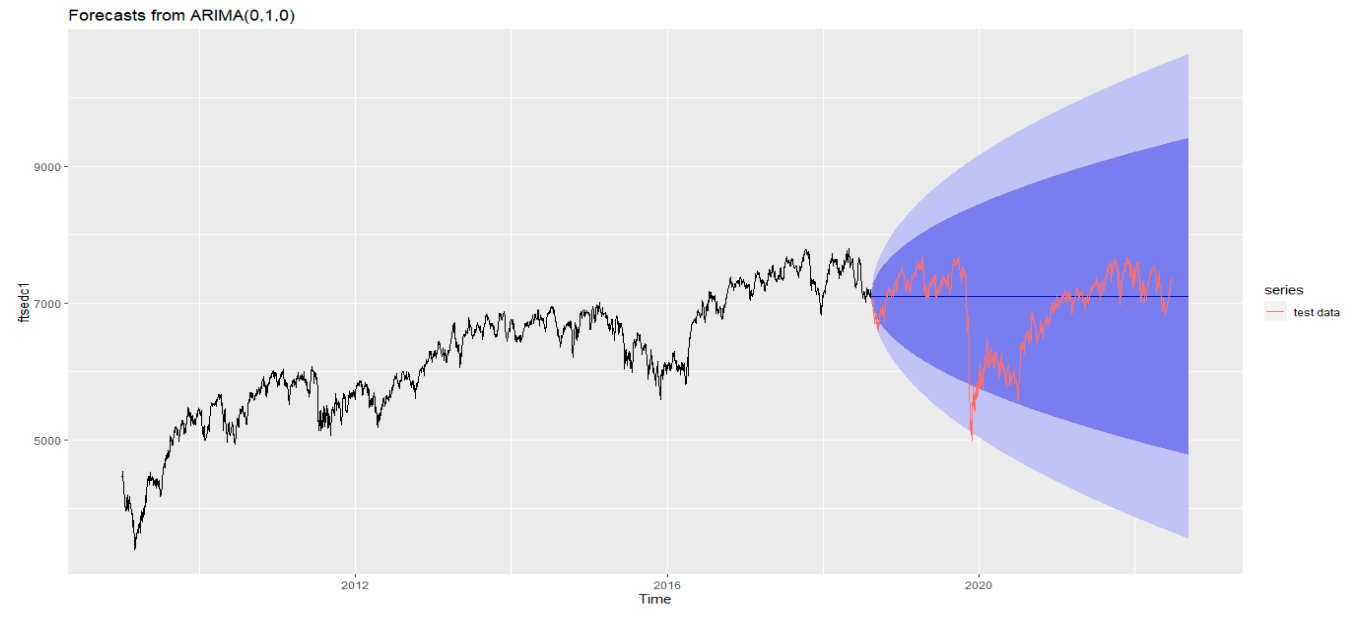 Forecasts from ARIMA(0,1,0)
9000
7000
5000
ftsedc1
2012
2016
2020
Time
series
test data